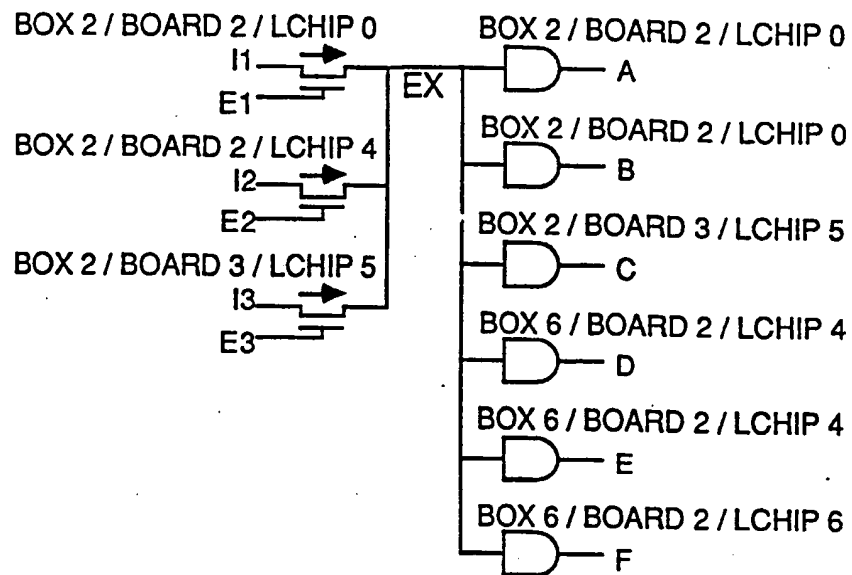 BOX 2 / BOARD 2 / LCHIP 0
I1
E1
BOX 2 / BOARD 2 / LCHIP 4
I2
E2
BOX 2 / BOARD 3 / LCHIP 5
I3
E3
EX
BOX 2 / BOARD 2 / LCHIP 0
A
BOX 2 / BOARD 2 / LCHIP 0
B
BOX 2 / BOARD 3 / LCHIP 5
C
BOX 6 / BOARD 2 / LCHIP 4
D
BOX 6 / BOARD 2 / LCHIP 4
E
BOX 6 / BOARD 2 / LCHIP 6
F